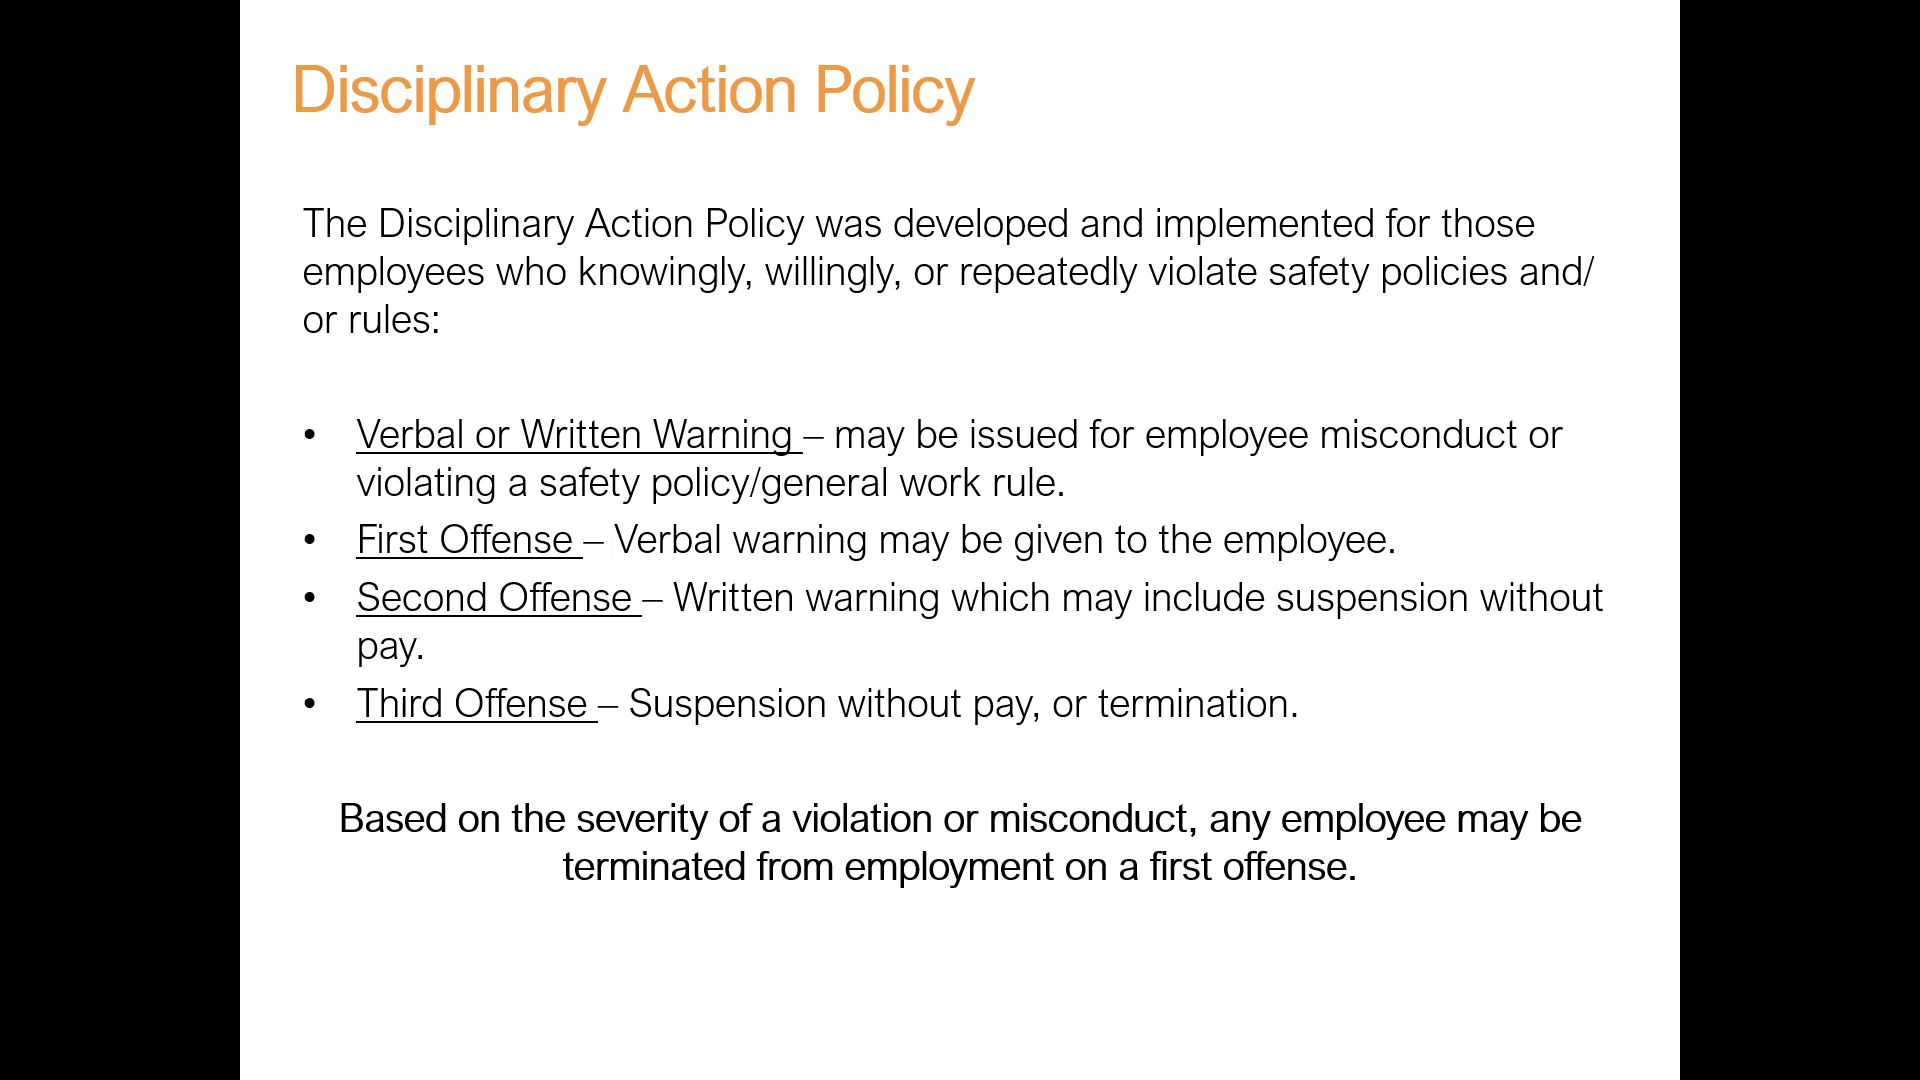 Disciplinary Action Policy
The Disciplinary Action Policy was developed and implemented for those
employees who knowingly, willingly, or repeatedly violate safety policies and/
or rules:
• Verbal or Written Warning – may be issued for employee misconduct or
violating a safety policy/general work rule.
• First Offense – Verbal warning may be given to the employee.
• Second Offense – Written warning which may include suspension without
pay.
• Third Offense – Suspension without pay, or termination.
Based on the severity of a violation or misconduct, any employee may be
terminated from employment on a first offense.